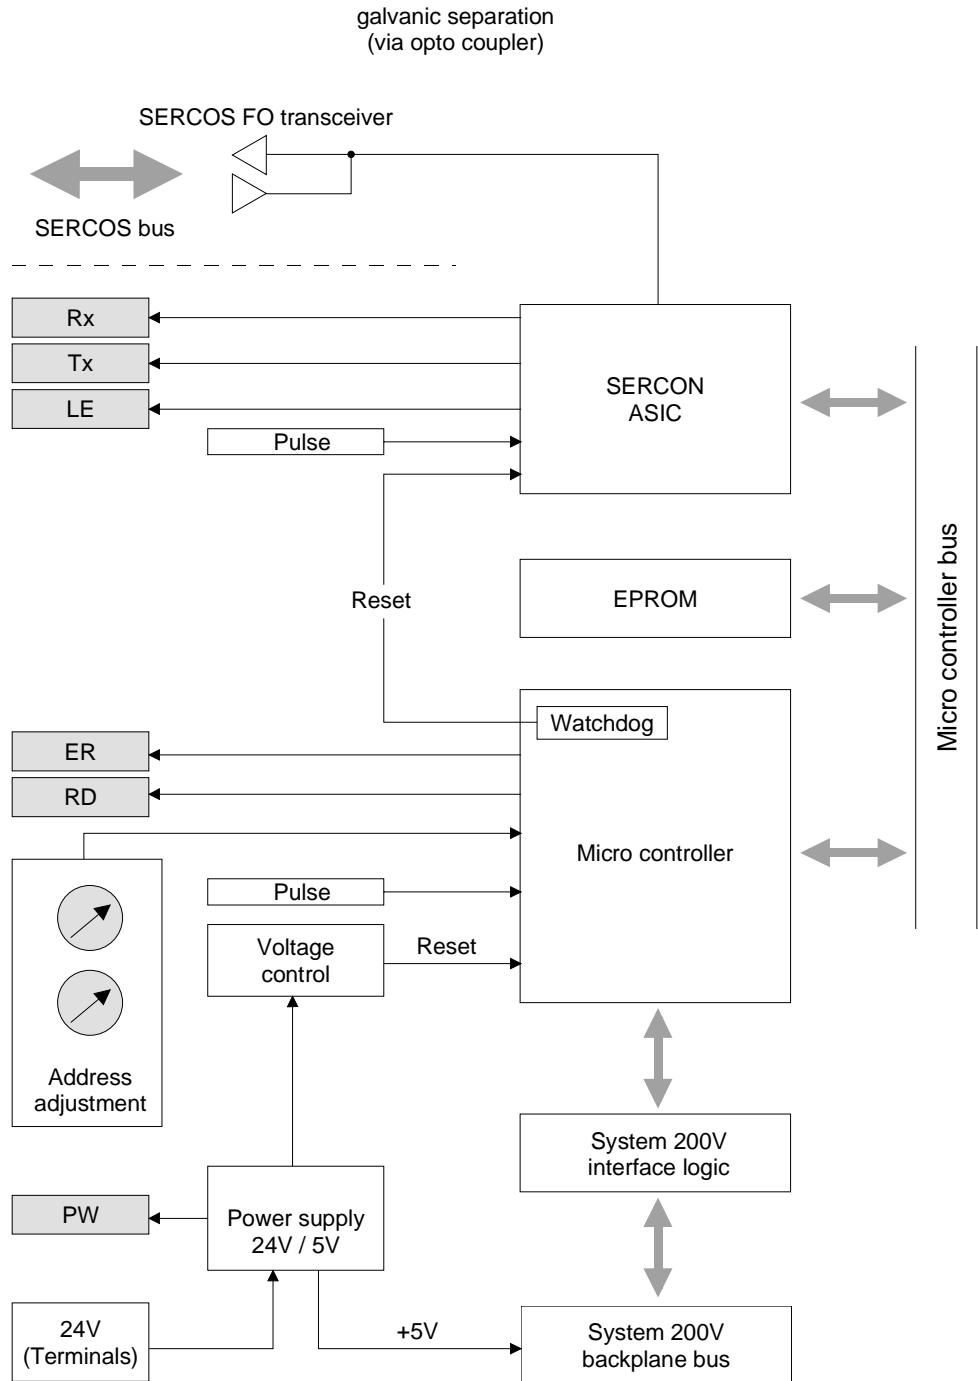 galvanic separation
(via opto coupler)
SERCOS FO transceiver
SERCOS bus
Rx
Tx
LE
Pulse
SERCON
ASIC
Reset
EPROM
Micro controller bus
Watchdog
ER
RD
Micro controller
Pulse
Voltage
control
Reset
Address
adjustment
System 200V
interface logic
PW
Power supply
24V / 5V
24V
(Terminals)
+5V
System 200V
backplane bus